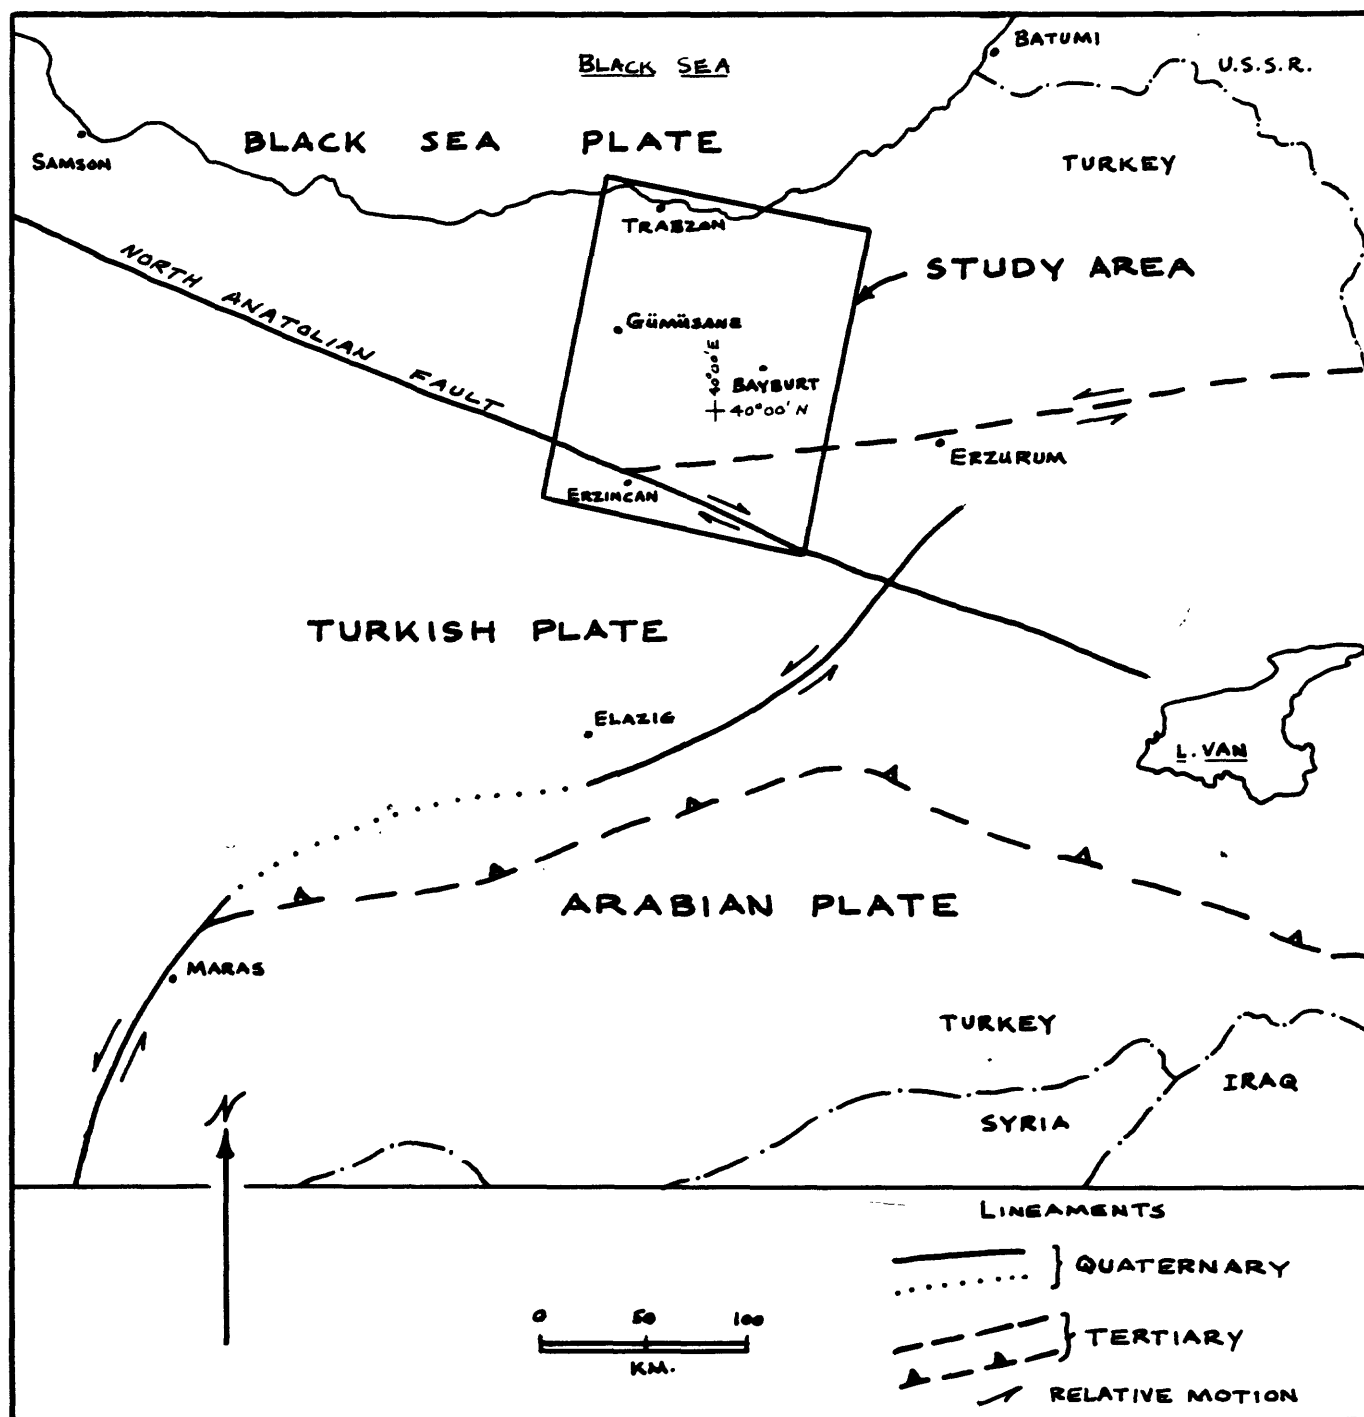 BLACK SEA
BATUMI
U.S.S.R.
BLACK SEA PLATE
SAMSON
TURKEY
TRABZON
STUDY AREA
NORTH ANATOLIAN FAULT
GÜMÜSANE
40°00'E
BAYBURT
40°00' N
ERZURUM
ERZINCAN
TURKISH PLATE
ELAZIG
L. VAN
ARABIAN PLATE
MARAS
TURKEY
IRAQ
SYRIA
N
LINEAMENTS
QUATERNARY
0 50 100
KM.
TERTIARY
RELATIVE MOTION